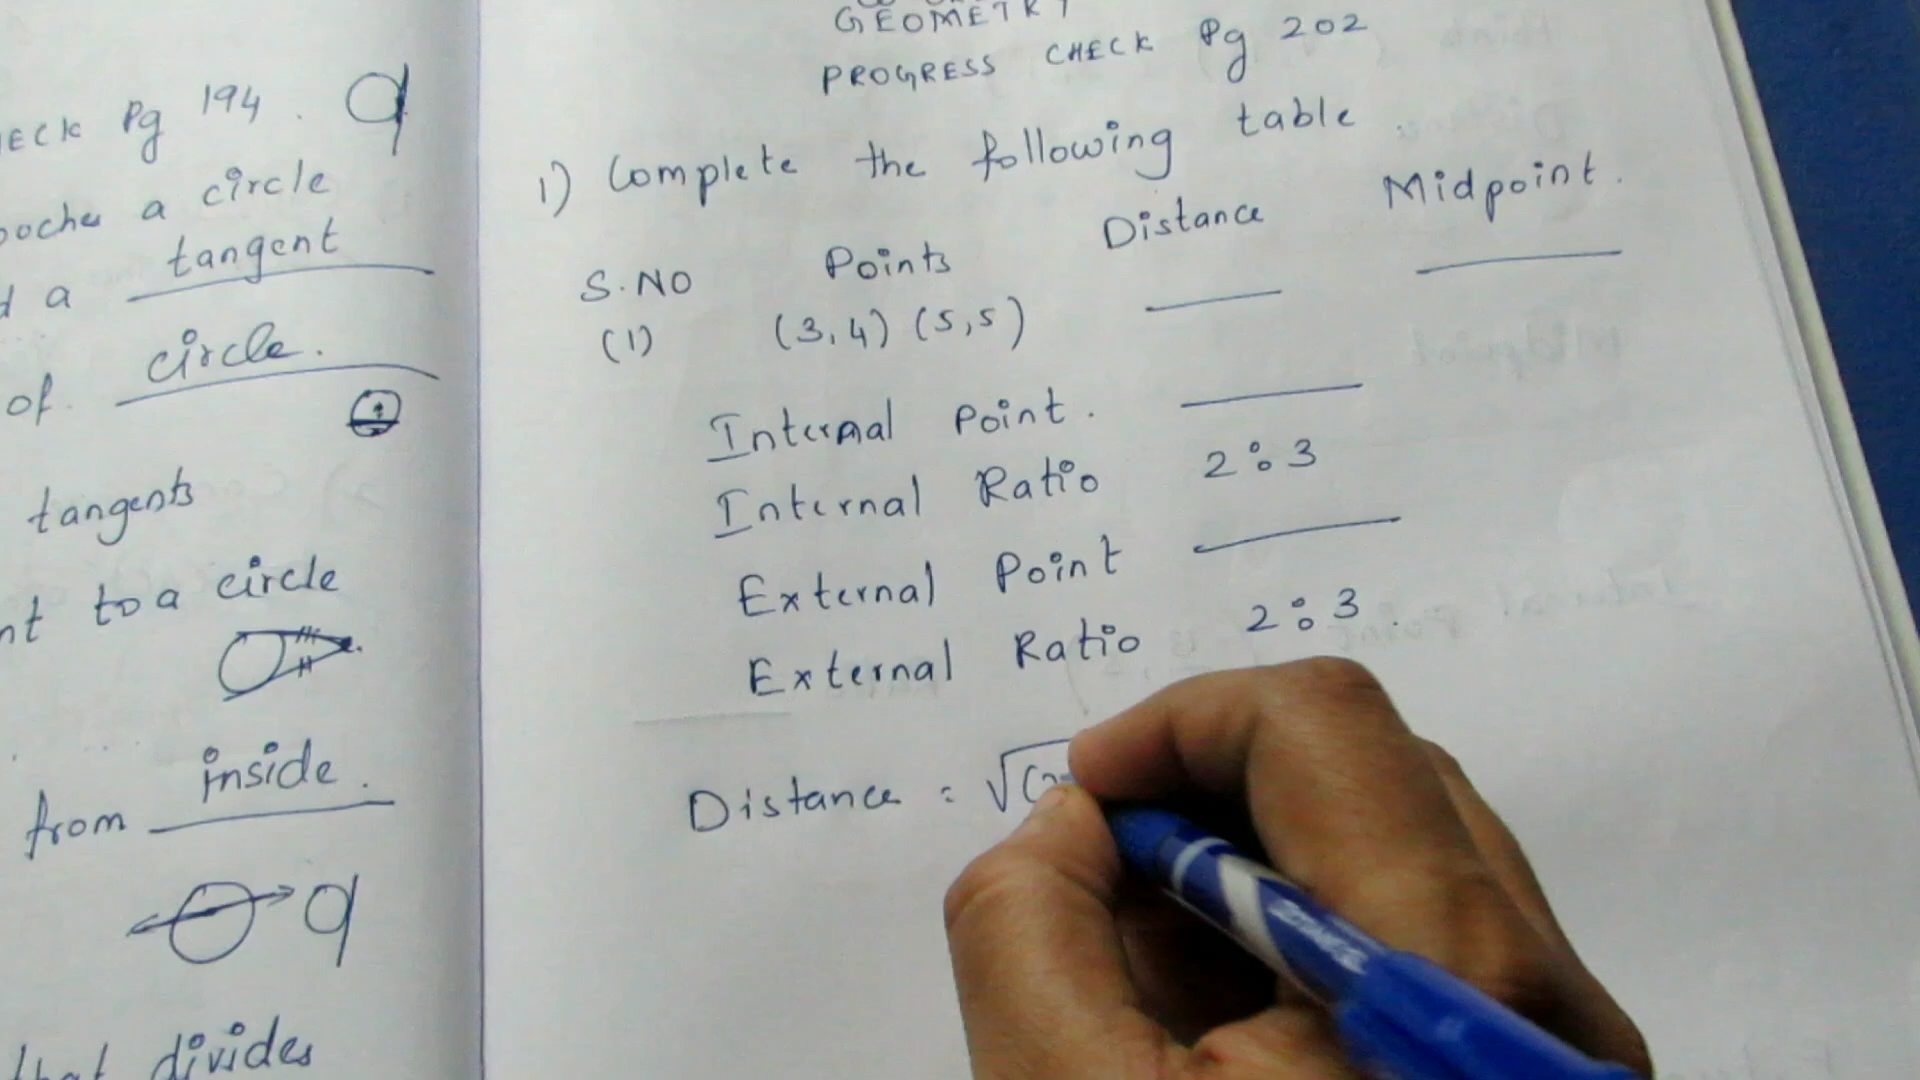 ECK Pg 194.
a circle
a tangent
of circle.
tangents
to a circle
inside.
from
that divides
GEOMETRY
PROGRESS CHECK Pg 202
1) Complete the following table.
S.NO Points Distance Midpoint.
(1) (3,4) (5,5)
Internal Point.
Internal Ratio 2:3
External Point
External Ratio 2:3.
Distance = √(